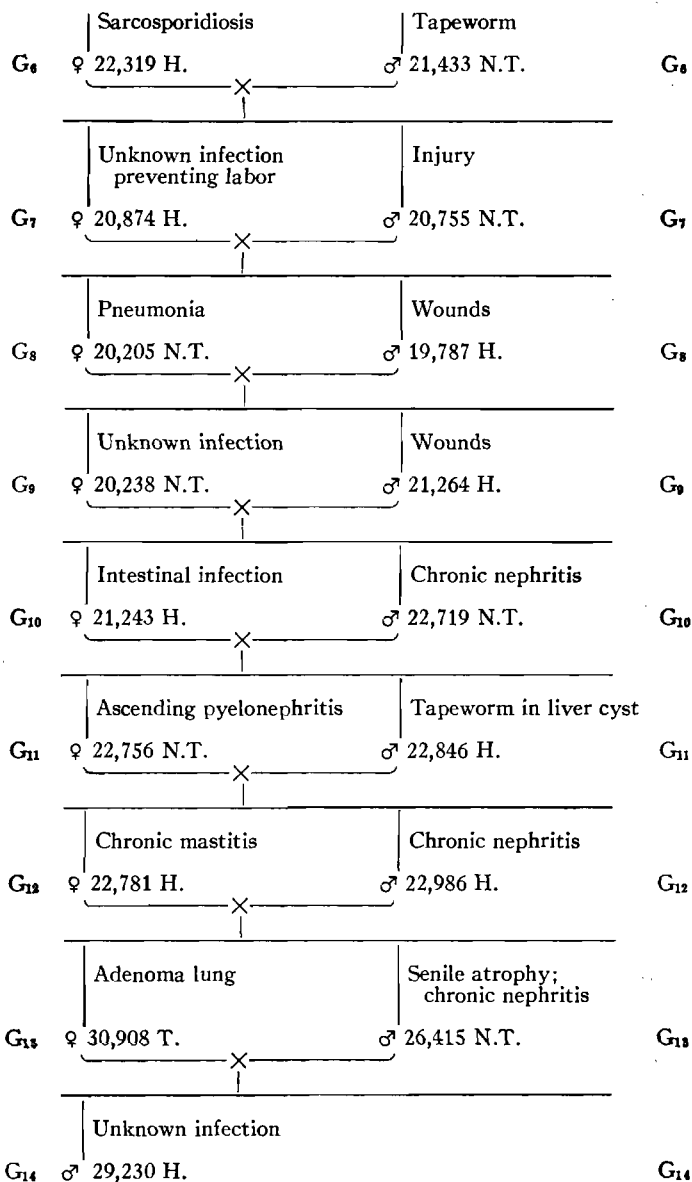 Sarcosporidiosis Tapeworm
G₆ ♀ 22,319 H. ♂ 21,433 N.T. G₆
×
Unknown infection Injury
preventing labor
G₇ ♀ 20,874 H. ♂ 20,755 N.T. G₇
×
Pneumonia Wounds
G₈ ♀ 20,205 N.T. ♂ 19,787 H. G₈
×
Unknown infection Wounds
G₉ ♀ 20,238 N.T. ♂ 21,264 H. G₉
×
Intestinal infection Chronic nephritis
G₁₀ ♀ 21,243 H. ♂ 22,719 N.T. G₁₀
×
Ascending pyelonephritis Tapeworm in liver cyst
G₁₁ ♀ 22,756 N.T. ♂ 22,846 H. G₁₁
×
Chronic mastitis Chronic nephritis
G₁₂ ♀ 22,781 H. ♂ 22,986 H. G₁₂
×
Adenoma lung Senile atrophy;
chronic nephritis
G₁₃ ♀ 30,908 T. ♂ 26,415 N.T. G₁₃
×
Unknown infection
G₁₄ ♂ 29,230 H. G₁₄